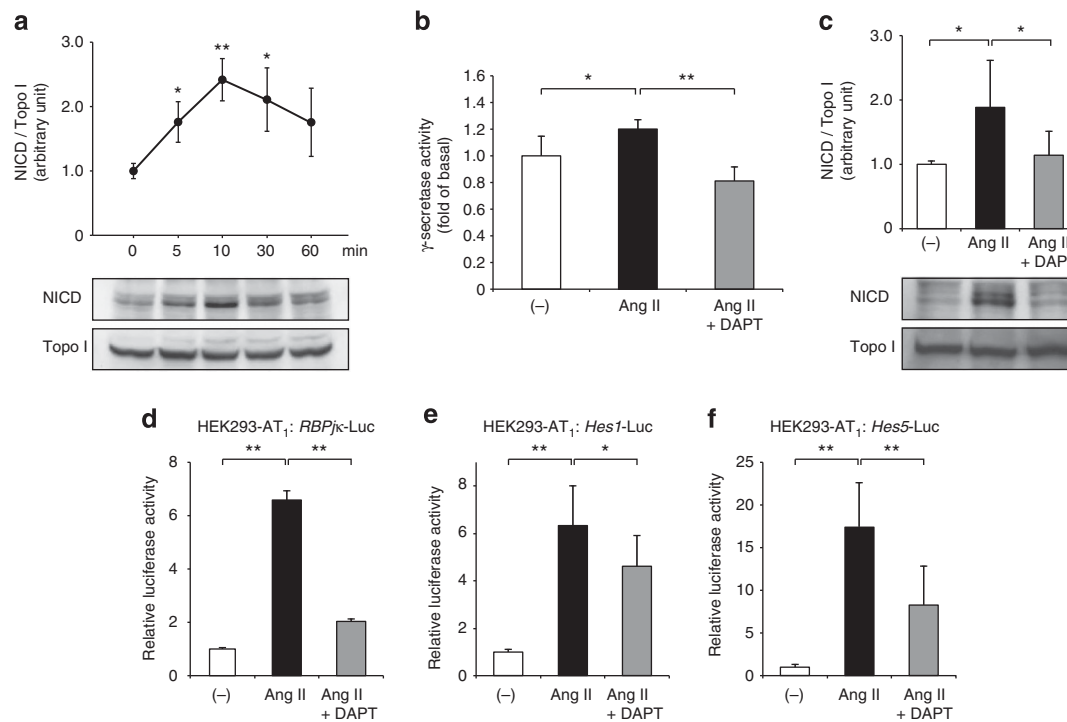 a
NICD / Topo I
(arbitrary unit)
3.0
2.0
1.0
0
0 5 10 30 60 min
* ** *
NICD
Topo I
b
γ-secretase activity
(fold of basal)
1.6
1.4
1.2
1.0
0.8
0.6
0.4
0.2
0
* **
(–) Ang II Ang II
+ DAPT
c
NICD / Topo I
(arbitrary unit)
3.0
2.0
1.0
0
* *
(–) Ang II Ang II
+ DAPT
NICD
Topo I
d
HEK293-AT1: RBPjκ-Luc
Relative luciferase activity
8
6
4
2
0
** **
(–) Ang II Ang II
+ DAPT
e
HEK293-AT1: Hes1-Luc
Relative luciferase activity
8
6
4
2
0
** *
(–) Ang II Ang II
+ DAPT
f
HEK293-AT1: Hes5-Luc
Relative luciferase activity
25
20
15
10
5
0
** **
(–) Ang II Ang II
+ DAPT